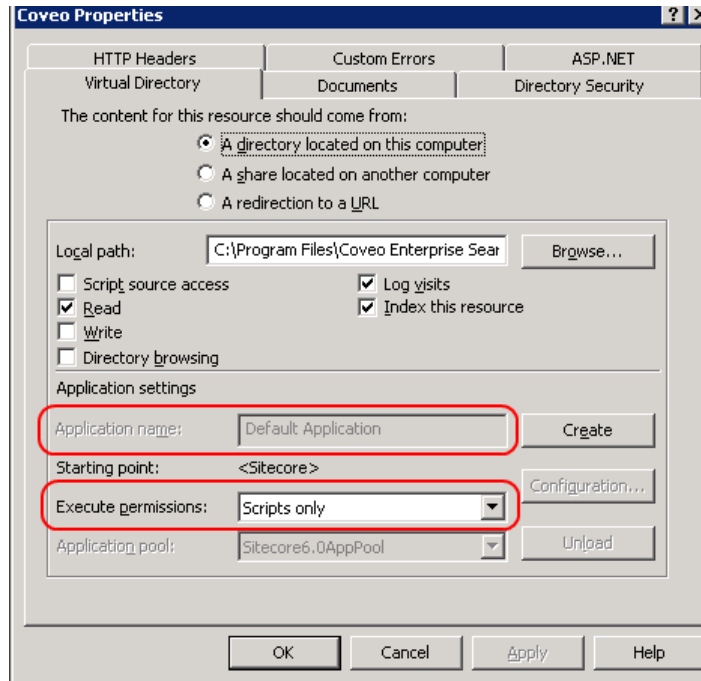 Coveo Properties ? X
HTTP Headers Custom Errors ASP.NET
Virtual Directory Documents Directory Security
The content for this resource should come from:
A directory located on this computer
A share located on another computer
A redirection to a URL
Local path: C:\Program Files\Coveo Enterprise Sear Browse...
Script source access Log visits
Read Index this resource
Write
Directory browsing
Application settings
Application name: Default Application Create
Starting point: <Sitecore>
Configuration...
Execute permissions: Scripts only
Application pool: Sitecore6.0AppPool Unload
OK Cancel Apply Help